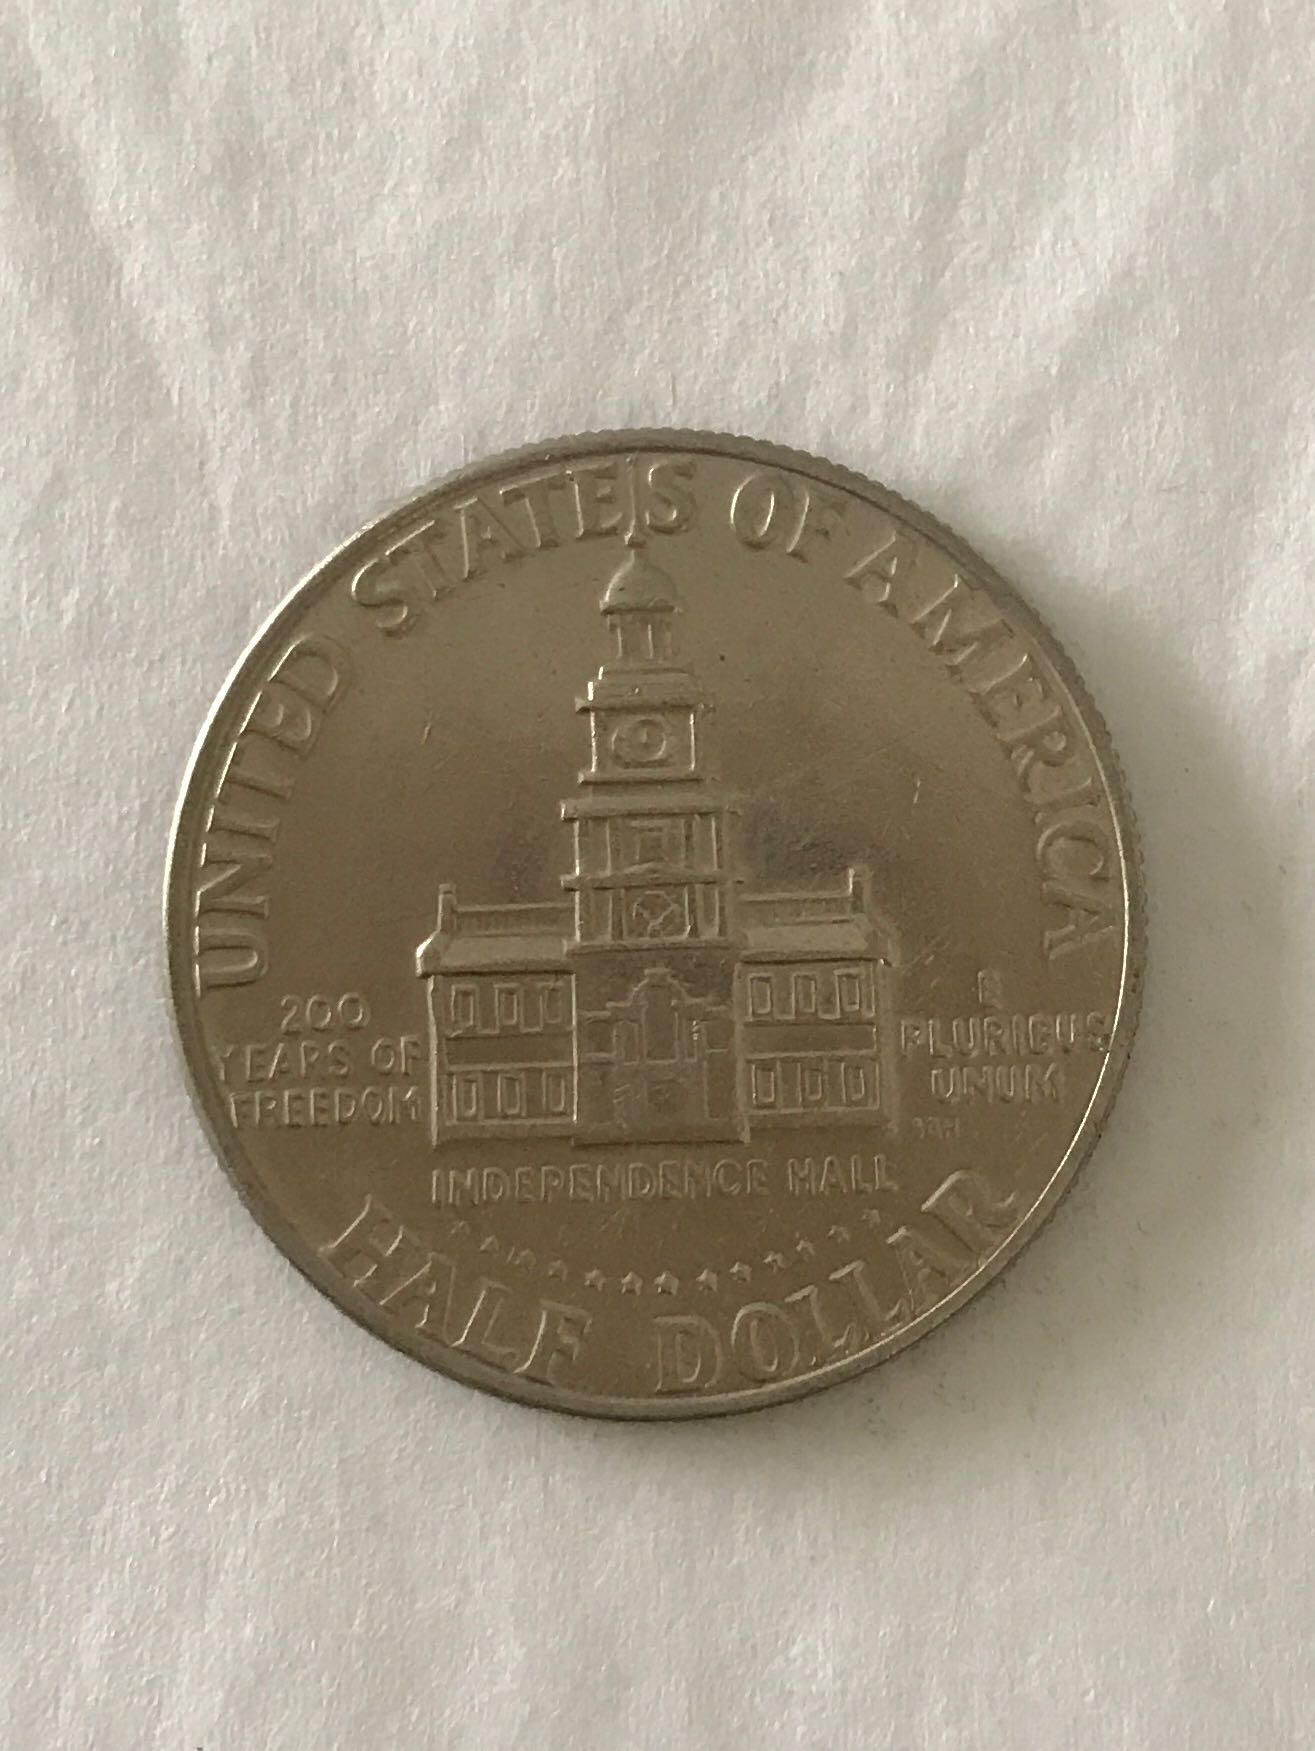 UNITED STATES OF AMERICA
200
YEARS OF
FREEDOM
E
PLURIBUS
UNUM
INDEPENDENCE HALL
HALF DOLLAR